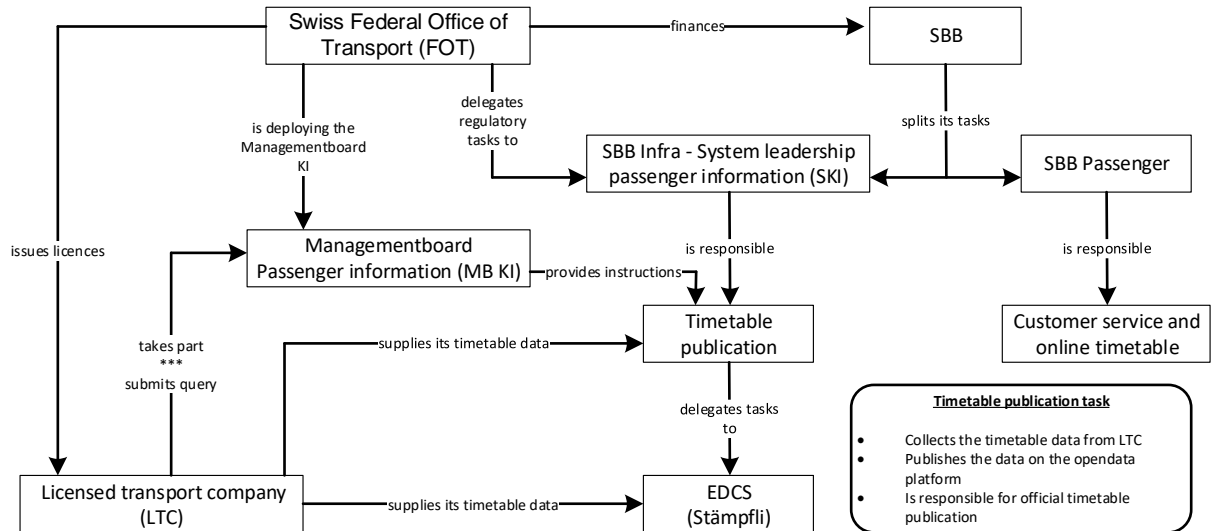 Swiss Federal Office of
Transport (FOT)
finances
SBB
delegates
regulatory
tasks to
splits its tasks
is deploying the
Managementboard
KI
SBB Infra - System leadership
passenger information (SKI)
SBB Passenger
issues licences
Managementboard
Passenger information (MB KI)
provides instructions
is responsible
is responsible
Timetable
publication
Customer service and
online timetable
takes part
***
submits query
supplies its timetable data
delegates tasks
to
Timetable publication task
• Collects the timetable data from LTC
• Publishes the data on the opendata
platform
• Is responsible for official timetable
publication
Licensed transport company
(LTC)
supplies its timetable data
EDCS
(Stämpfli)